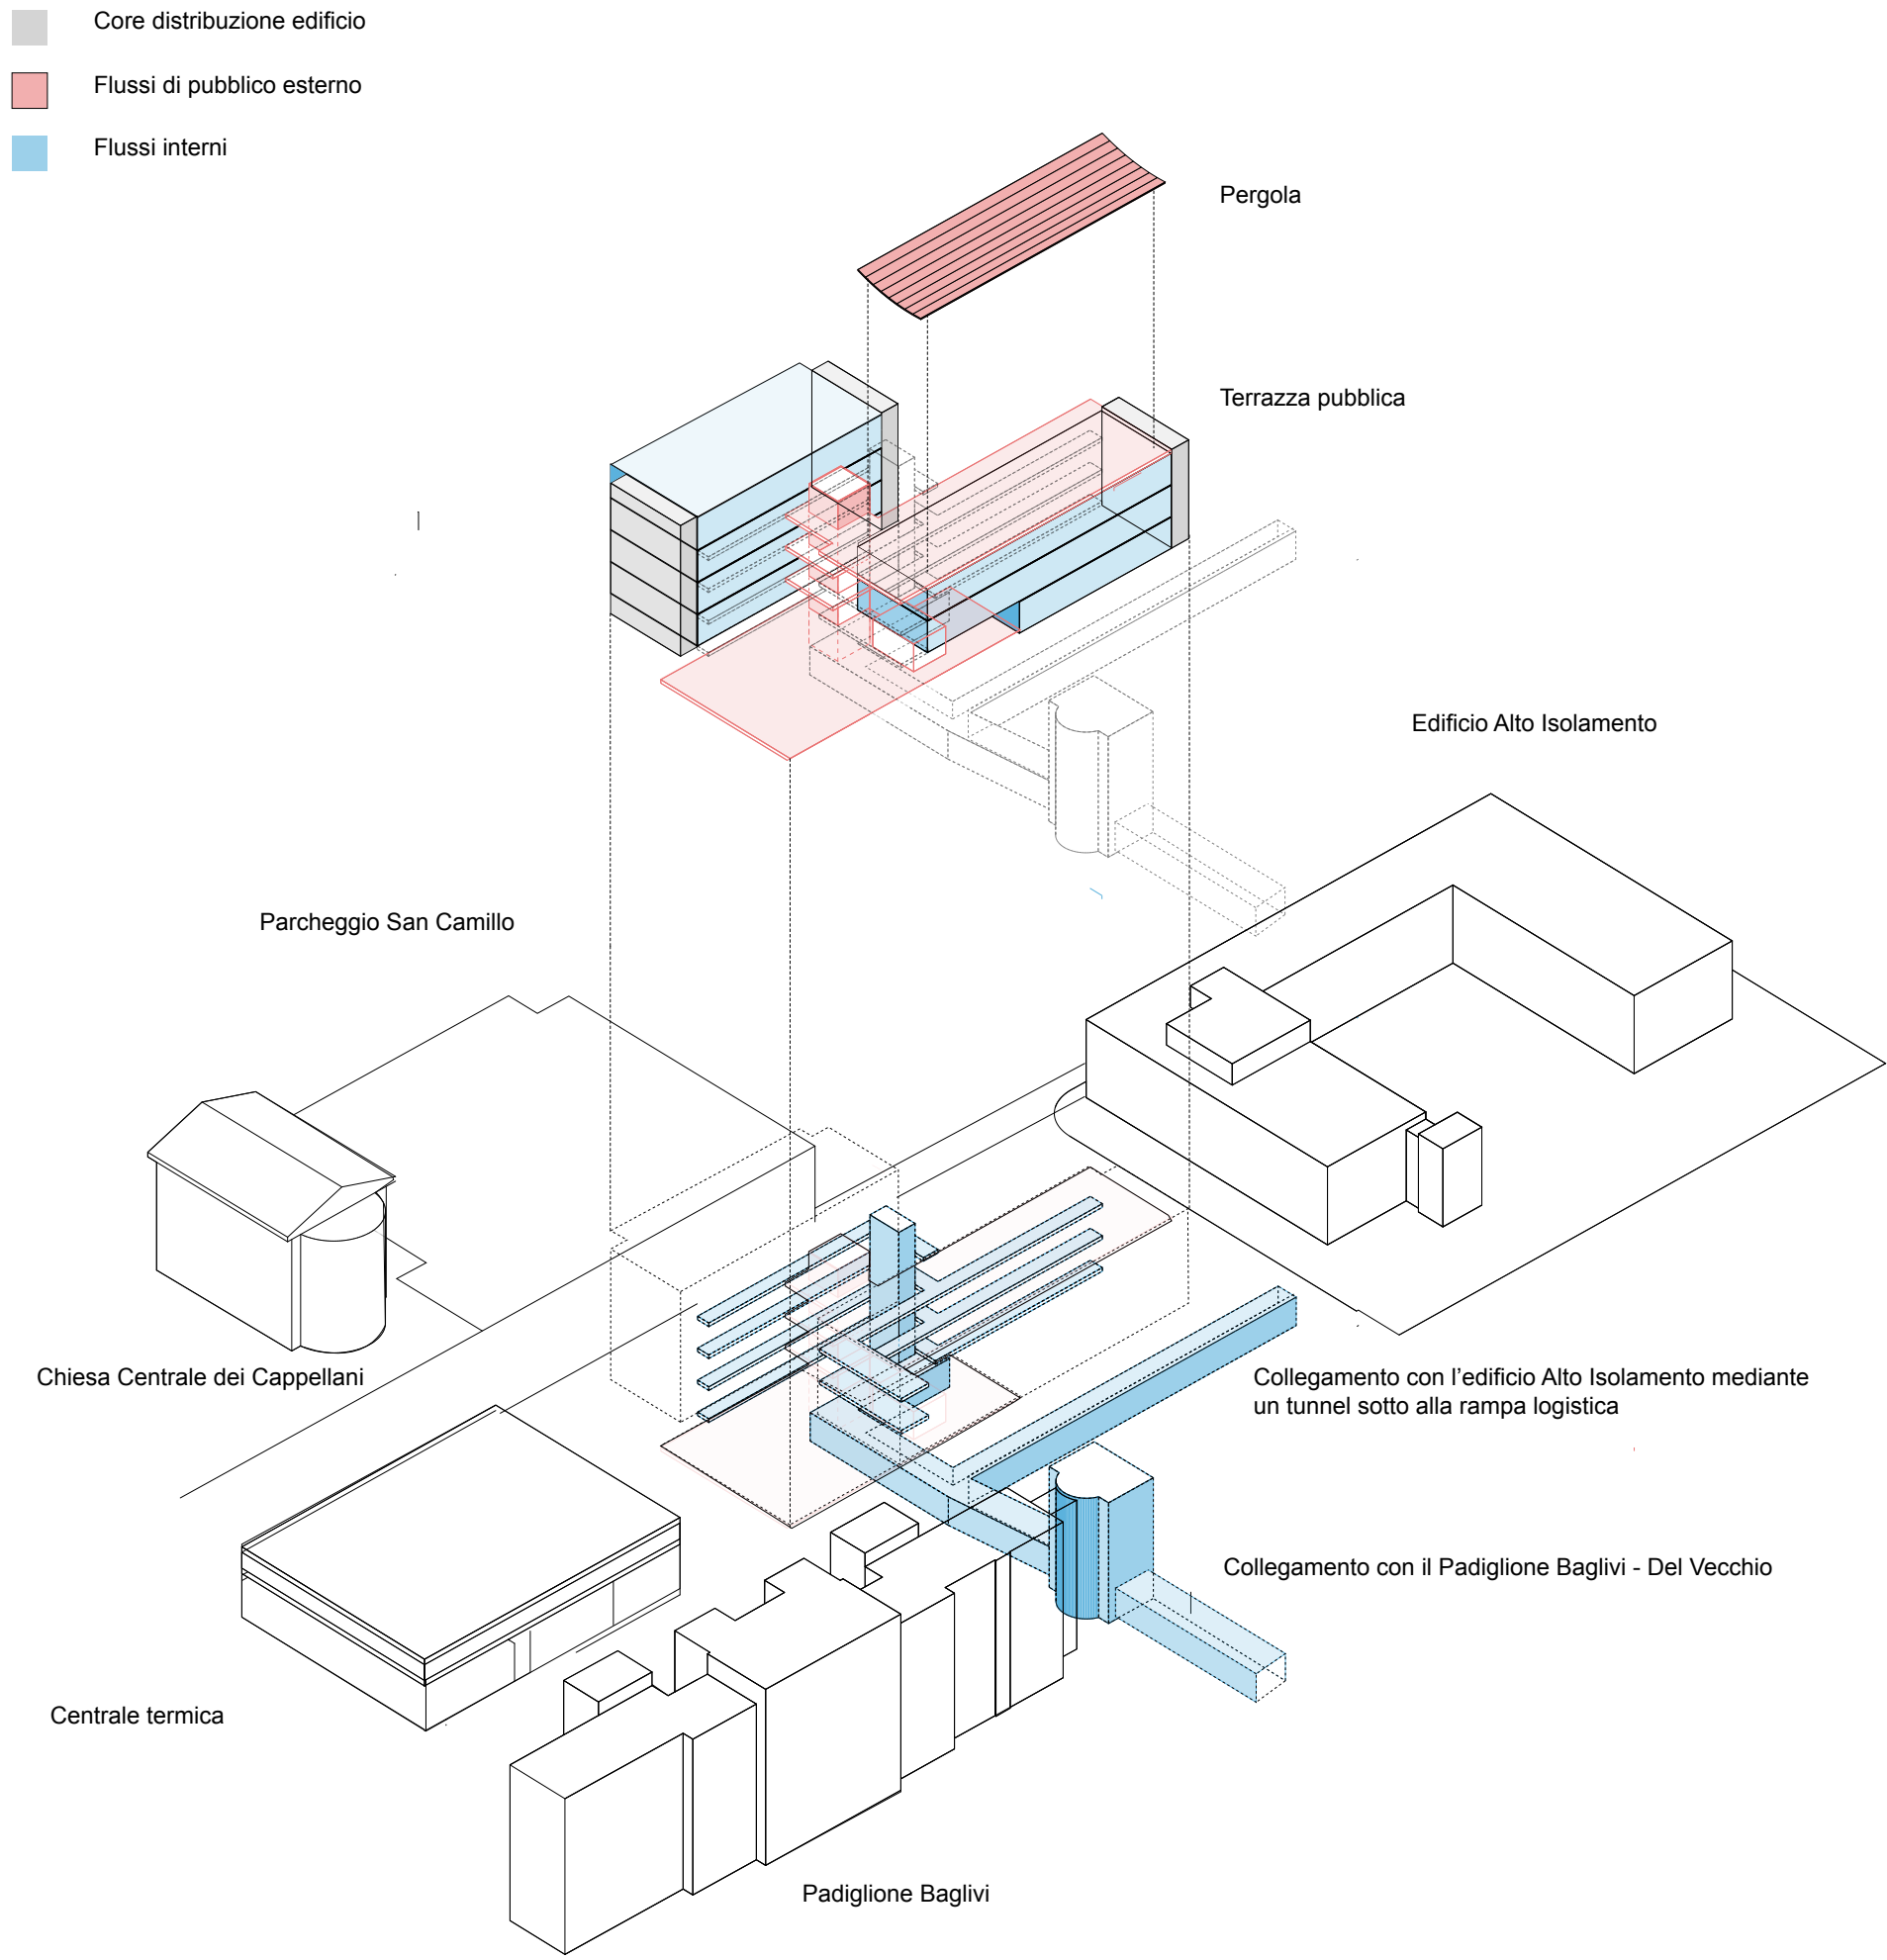 Core distribuzione edificio
Flussi di pubblico esterno
Flussi interni
Pergola
Terrazza pubblica
Edificio Alto Isolamento
Parcheggio San Camillo
Chiesa Centrale dei Cappellani
Collegamento con l'edificio Alto Isolamento mediante
un tunnel sotto alla rampa logistica
Collegamento con il Padiglione Baglivi - Del Vecchio
Centrale termica
Padiglione Baglivi